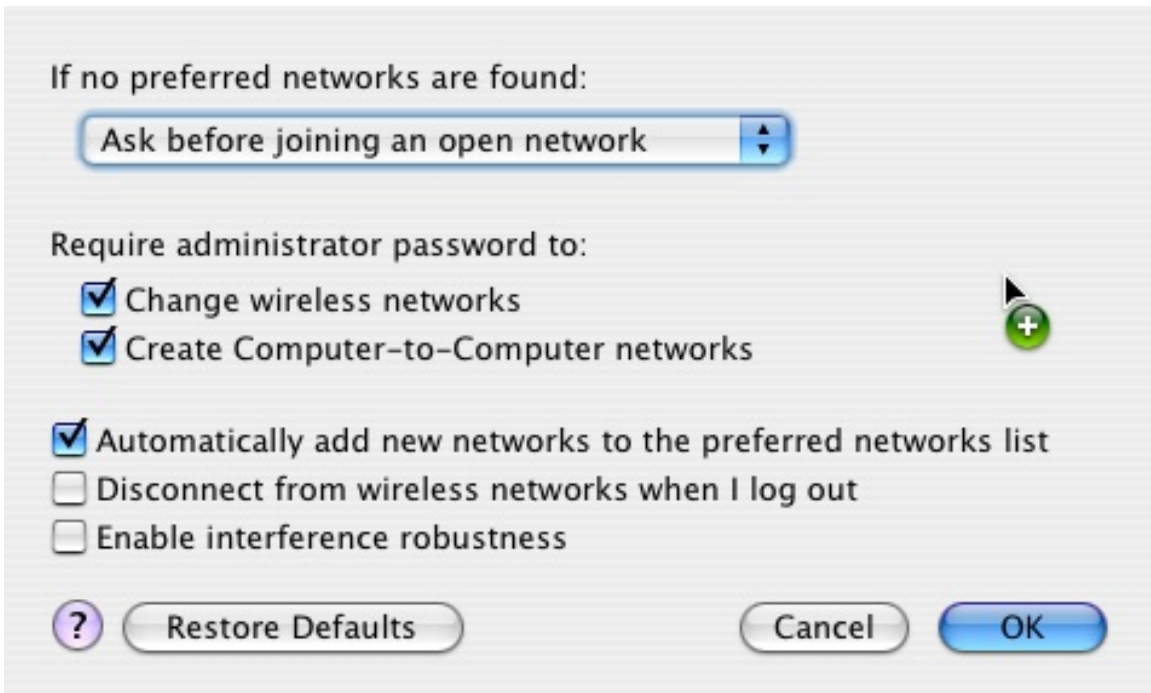 If no preferred networks are found:
Ask before joining an open network
Require administrator password to:
Change wireless networks
Create Computer-to-Computer networks
Automatically add new networks to the preferred networks list
Disconnect from wireless networks when I log out
Enable interference robustness
? Restore Defaults Cancel OK